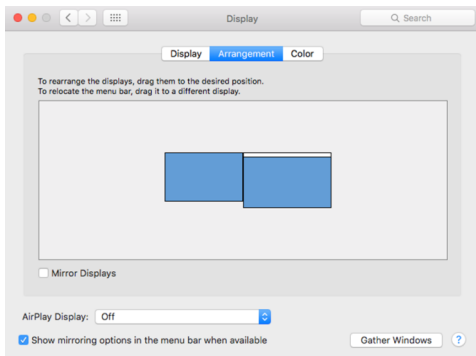 Display
Search
Display Arrangement Color
To rearrange the displays, drag them to the desired position.
To relocate the menu bar, drag it to a different display.
Mirror Displays
AirPlay Display: Off
Show mirroring options in the menu bar when available
Gather Windows ?